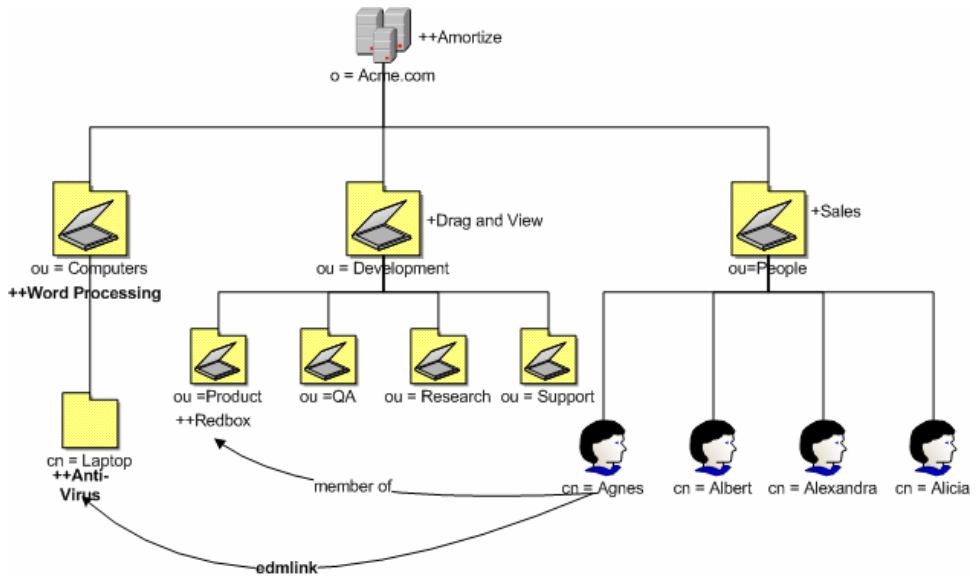 ++Amortize
o = Acme.com
+Drag and View
+Sales
ou = Computers
ou = Development
ou=People
++Word Processing
ou =Product
ou =QA
ou = Research
ou = Support
++Redbox
cn = Laptop
++Anti-
Virus
member of
cn = Agnes
cn = Albert
cn = Alexandra
cn = Alicia
edmlink